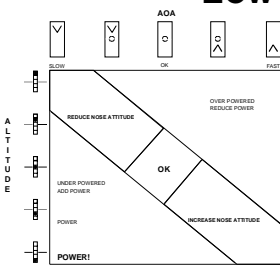 AOA
SLOW
OK
FAST
OVER POWERED
REDUCE POWER
REDUCE NOSE ATTITUDE
OK
UNDER POWERED
ADD POWER
POWER
INCREASE NOSE ATTITUDE
POWER!
A
L
T
I
T
U
D
E